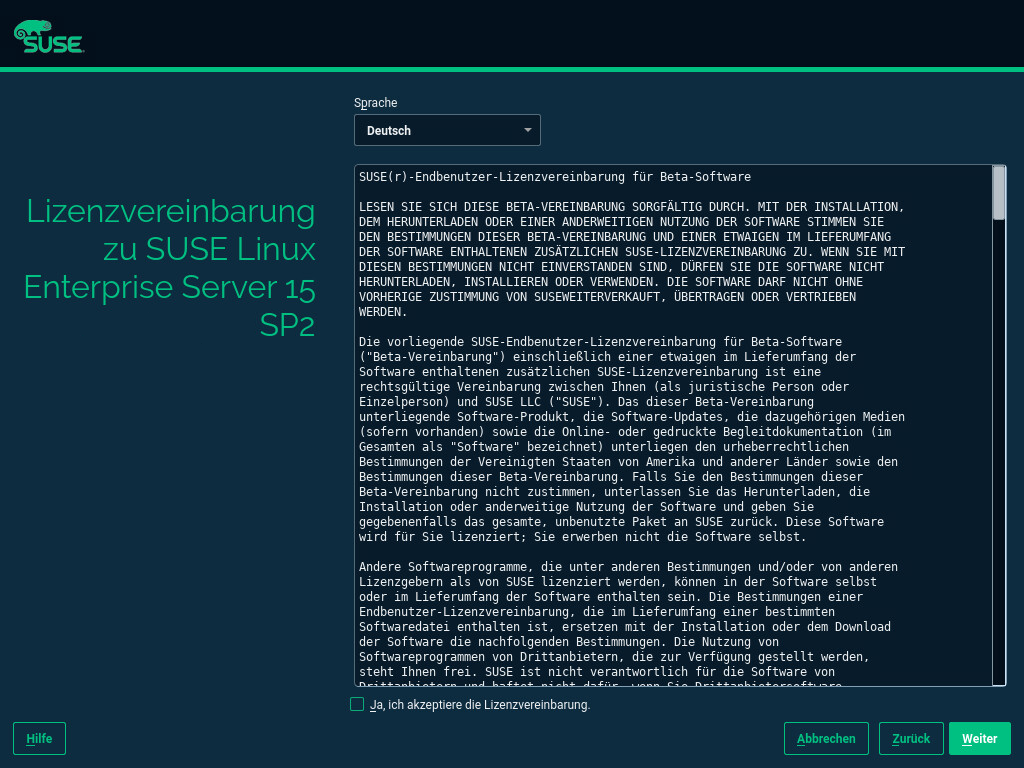 SUSE
Sprache
Deutsch
Lizenzvereinbarung
zu SUSE Linux
Enterprise Server 15
SP2
SUSE(r)-Endbenutzer-Lizenzvereinbarung für Beta-Software
LESEN SIE SICH DIESE BETA-VEREINBARUNG SORGFÄLTIG DURCH. MIT DER INSTALLATION,
DEM HERUNTERLADEN ODER EINER ANDERWEITIGEN NUTZUNG DER SOFTWARE STIMMEN SIE
DEN BESTIMMUNGEN DIESER BETA-VEREINBARUNG UND EINER ETWAIGEN IM LIEFERUMFANG
DER SOFTWARE ENTHALTENEN ZUSÄTZLICHEN SUSE-LIZENZVEREINBARUNG ZU. WENN SIE MIT
DIESEN BESTIMMUNGEN NICHT EINVERSTANDEN SIND, DÜRFEN SIE DIE SOFTWARE NICHT
HERUNTERLADEN, INSTALLIEREN ODER VERWENDEN. DIE SOFTWARE DARF NICHT OHNE
VORHERIGE ZUSTIMMUNG VON SUSEWEITERVERKAUFT, ÜBERTRAGEN ODER VERTRIEBEN
WERDEN.
Die vorliegende SUSE-Endbenutzer-Lizenzvereinbarung für Beta-Software
("Beta-Vereinbarung") einschließlich einer etwaigen im Lieferumfang der
Software enthaltenen zusätzlichen SUSE-Lizenzvereinbarung ist eine
rechtsgültige Vereinbarung zwischen Ihnen (als juristische Person oder
Einzelperson) und SUSE LLC ("SUSE"). Das dieser Beta-Vereinbarung
unterliegende Software-Produkt, die Software-Updates, die dazugehörigen Medien
(sofern vorhanden) sowie die Online- oder gedruckte Begleitdokumentation (im
Gesamten als "Software" bezeichnet) unterliegen den urheberrechtlichen
Bestimmungen der Vereinigten Staaten von Amerika und anderer Länder sowie den
Bestimmungen dieser Beta-Vereinbarung. Falls Sie den Bestimmungen dieser
Beta-Vereinbarung nicht zustimmen, unterlassen Sie das Herunterladen, die
Installation oder anderweitige Nutzung der Software und geben Sie
gegebenenfalls das gesamte, unbenutzte Paket an SUSE zurück. Diese Software
wird für Sie lizenziert; Sie erwerben nicht die Software selbst.
Andere Softwareprogramme, die unter anderen Bestimmungen und/oder von anderen
Lizenzgebern als von SUSE lizenziert werden, können in der Software selbst
oder im Lieferumfang der Software enthalten sein. Die Bestimmungen einer
Endbenutzer-Lizenzvereinbarung, die im Lieferumfang einer bestimmten
Softwaredatei enthalten ist, ersetzen mit der Installation oder dem Download
der Software die nachfolgenden Bestimmungen. Die Nutzung von
Softwareprogrammen von Drittanbietern, die zur Verfügung gestellt werden,
steht Ihnen frei. SUSE ist nicht verantwortlich für die Software von
Drittanbietern und haftet nicht dafür, wenn Sie Drittanbietersoftware
Ja, ich akzeptiere die Lizenzvereinbarung.
Hilfe
Abbrechen
Zurück
Weiter